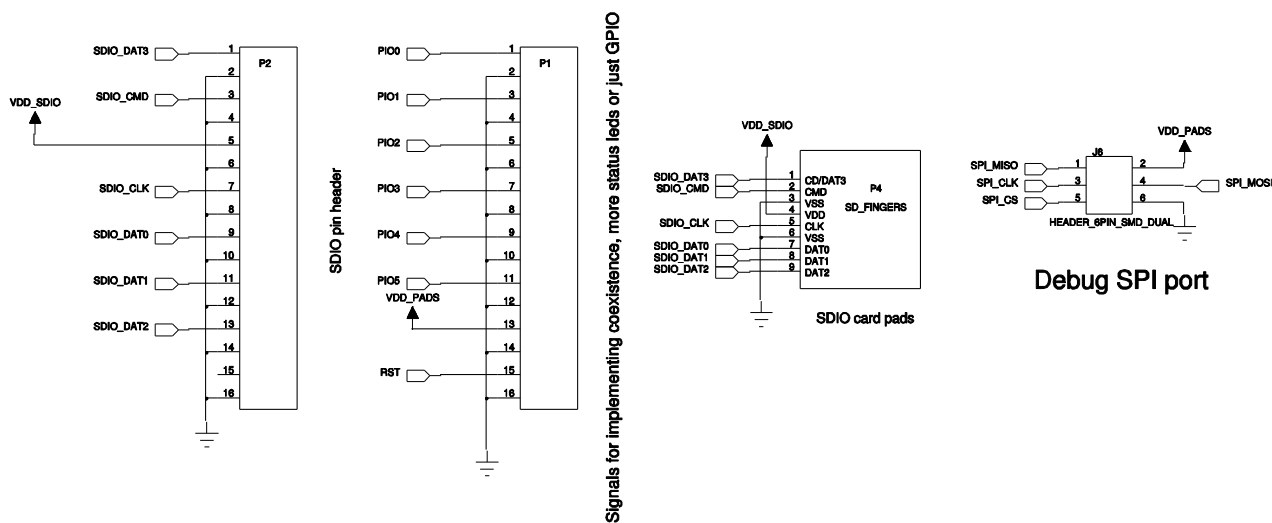 SDIO_DAT3
1
P2
2
SDIO_CMD
3
VDD_SDIO
4
5
6
SDIO_CLK
7
8
SDIO_DAT0
9
10
SDIO_DAT1
11
12
SDIO_DAT2
13
14
15
16
SDIO pin header
PIO0
1
P1
2
PIO1
3
4
PIO2
5
6
PIO3
7
8
PIO4
9
10
PIO5
11
VDD_PADS
12
13
14
RST
15
16
Signals for implementing coexistence, more status leds or just GPIO
VDD_SDIO
SDIO_DAT3 1 CD/DAT3
P4
SDIO_CMD 2 CMD
3 VSS
SD_FINGERS
4 VDD
SDIO_CLK 5 CLK
6 VSS
SDIO_DAT0 7 DAT0
SDIO_DAT1 8 DAT1
SDIO_DAT2 9 DAT2
SDIO card pads
VDD_PADS
J6
SPI_MISO 1 2
SPI_CLK 3 4 SPI_MOSI
SPI_CS 5 6
HEADER_6PIN_SMD_DUAL
Debug SPI port